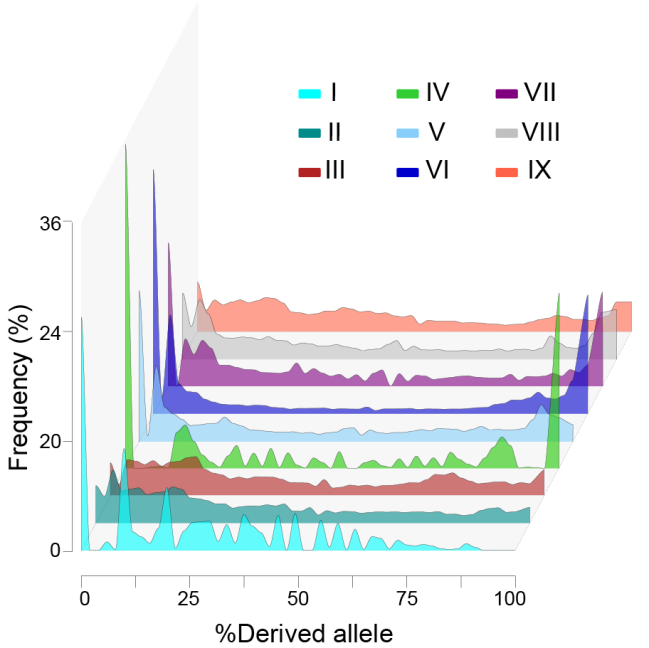 I IV VII
II V VIII
III VI IX
36
24
20
0
Frequency (%)
0 25 50 75 100
%Derived allele